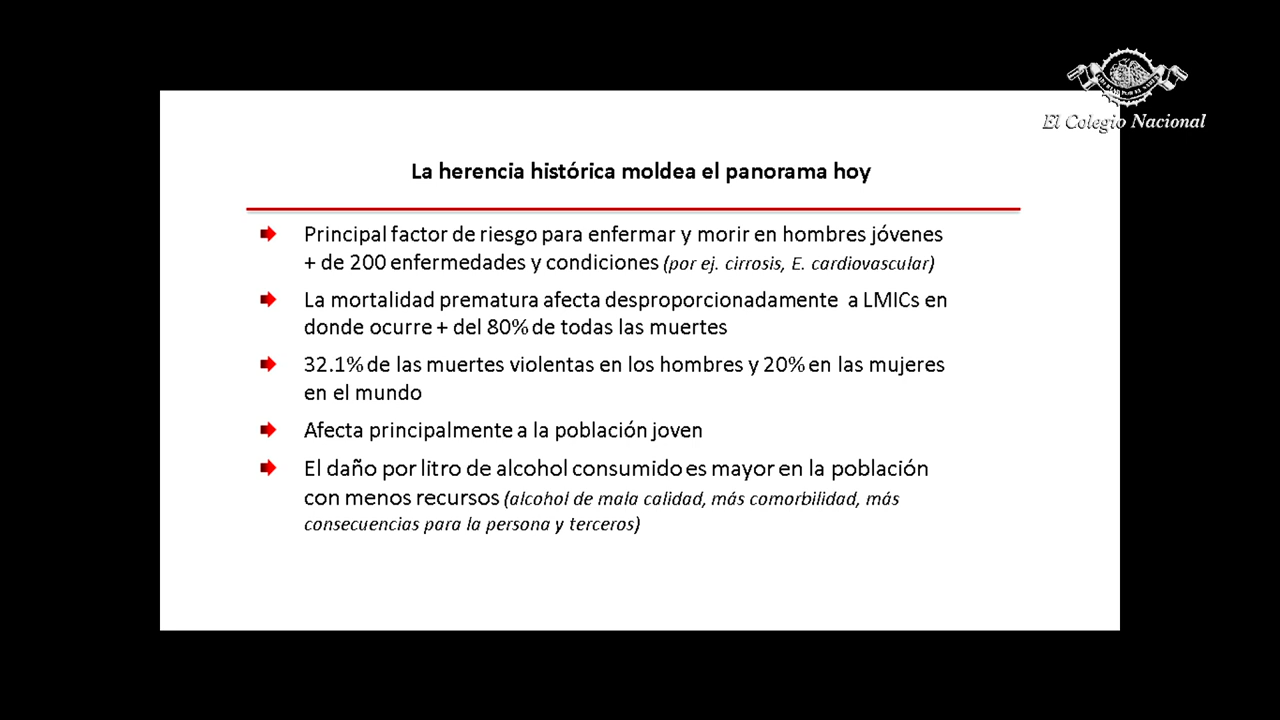 El Colegio Nacional
La herencia histórica moldea el panorama hoy
Principal factor de riesgo para enfermar y morir en hombres jóvenes
+ de 200 enfermedades y condiciones (por ej. cirrosis, E. cardiovascular)
La mortalidad prematura afecta desproporcionadamente a LMICs en
donde ocurre + del 80% de todas las muertes
32.1% de las muertes violentas en los hombres y 20% en las mujeres
en el mundo
Afecta principalmente a la población joven
El daño por litro de alcohol consumido es mayor en la población
con menos recursos (alcohol de mala calidad, más comorbilidad, más
consecuencias para la persona y terceros)